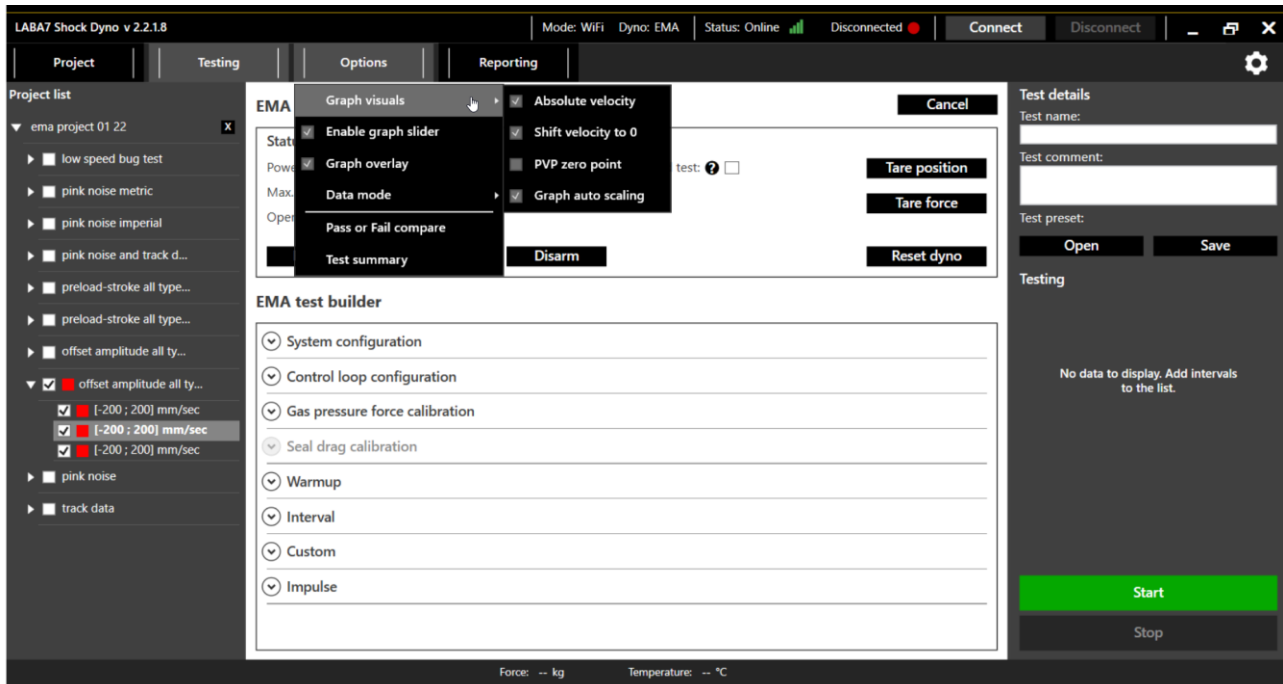 LABA7 Shock Dyno v 2.2.1.8
Mode: WiFi Dyno: EMA Status: Online Disconnected Connect Disconnect
Project Testing Options Reporting
Project list
ema project 01 22 X
low speed bug test
pink noise metric
pink noise imperial
pink noise and track d...
preload-stroke all type...
preload-stroke all type...
offset amplitude all ty...
offset amplitude all ty...
[-200 ; 200] mm/sec
[-200 ; 200] mm/sec
[-200 ; 200] mm/sec
pink noise
track data
Graph visuals
Enable graph slider
Graph overlay
Data mode
Pass or Fail compare
Test summary
Absolute velocity
Shift velocity to 0
PVP zero point
Graph auto scaling
EMA
Cancel
Powe
test: ?
Tare position
Max.
Tare force
Oper
Disarm
Reset dyno
EMA test builder
System configuration
Control loop configuration
Gas pressure force calibration
Seal drag calibration
Warmup
Interval
Custom
Impulse
Test details
Test name:
Test comment:
Test preset:
Open Save
Testing
No data to display. Add intervals
to the list.
Start
Stop
Force: -- kg Temperature: -- °C